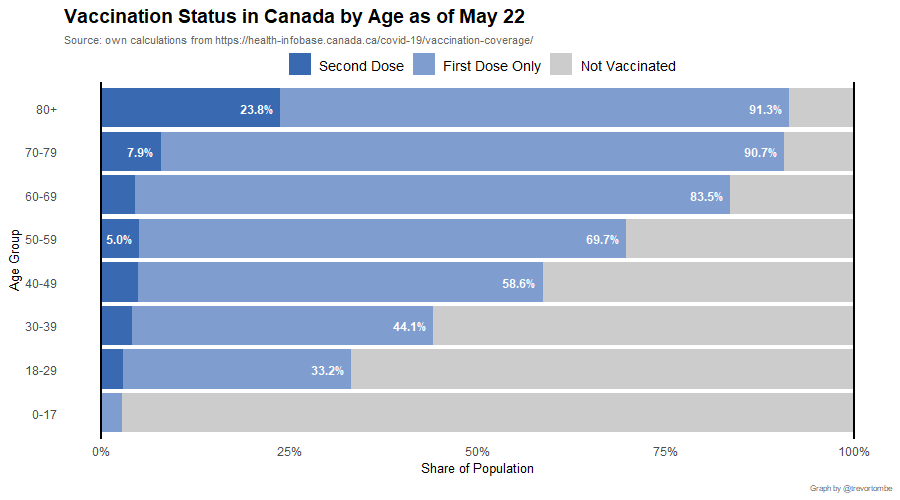 Vaccination Status in Canada by Age as of May 22
Source: own calculations from https://health-infobase.canada.ca/covid-19/vaccination-coverage/
Second Dose First Dose Only Not Vaccinated
80+ 23.8% 91.3%
70-79 7.9% 90.7%
60-69 83.5%
50-59 5.0% 69.7%
40-49 58.6%
30-39 44.1%
18-29 33.2%
0-17
Age Group
0% 25% 50% 75% 100%
Share of Population
Graph by @trevortombe